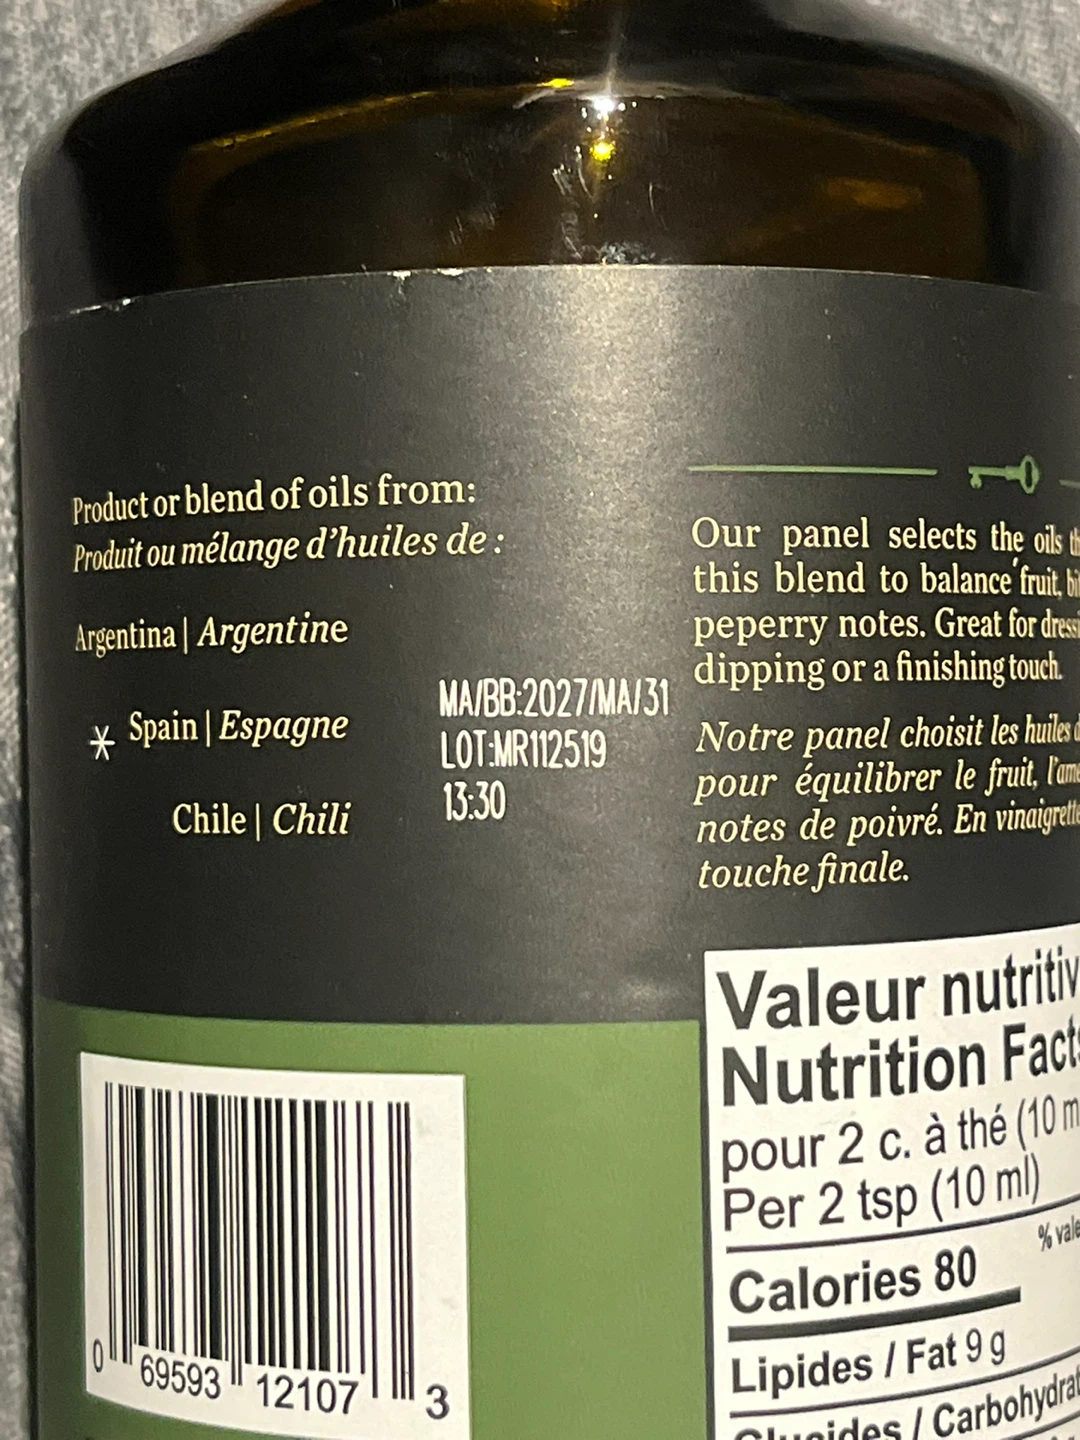 Product or blend of oils from:
Produit ou mélange d'huiles de :
Argentina | Argentine
* Spain | Espagne
Chile | Chili
MA/BB:2027/MA/31
LOT:MR112519
13:30
Our panel selects the oils
this blend to balance fruit,
peperry notes. Great for
dipping or a finishing touch.
Notre panel choisit les huiles
pour équilibrer le fruit,
notes de poivré. En
touche finale.
Valeur
Nutrition
pour 2 c. à thé (10
Per 2 tsp (10 ml)
%
Calories 80
Lipides / Fat 9 g
Glucides /
0 69593 12107 3